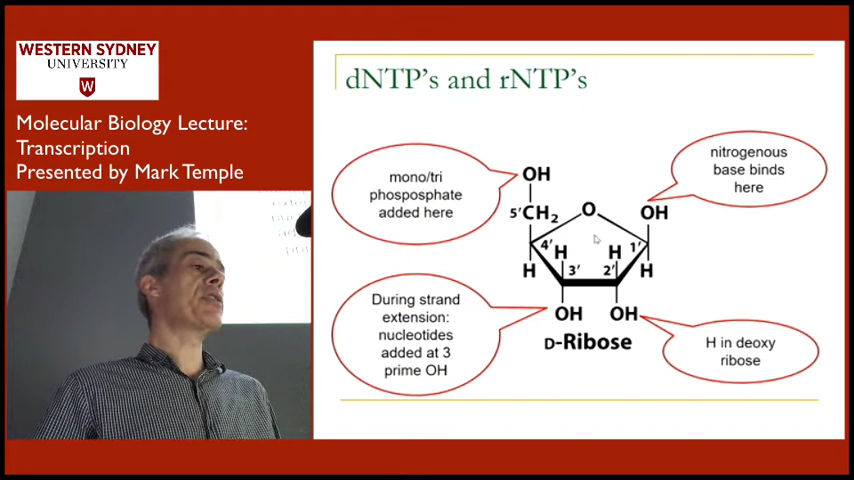 WESTERN SYDNEY
UNIVERSITY
W
Molecular Biology Lecture:
Transcription
Presented by Mark Temple
dNTP's and rNTP's
mono/tri
phosposphate
added here
nitrogenous
base binds
here
During strand
extension:
nucleotides
added at 3
prime OH
H in deoxy
ribose
OH
5′CH₂
O
OH
4′
H
H
1′
H
3′
2′
H
OH
OH
D-Ribose